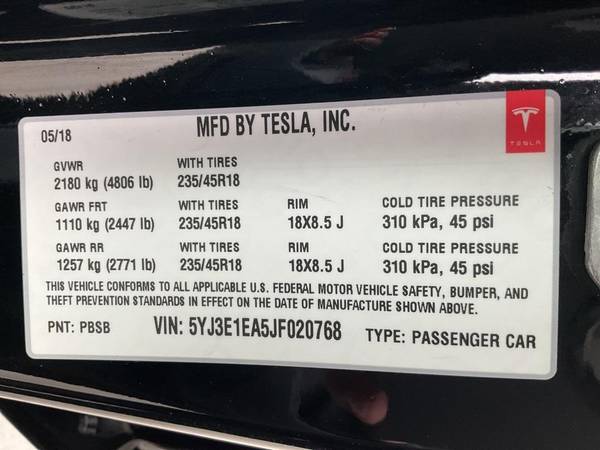 05/18 MFD BY TESLA, INC.
TESLA
GVWR WITH TIRES
2180 kg (4806 lb) 235/45R18
GAWR FRT WITH TIRES RIM COLD TIRE PRESSURE
1110 kg (2447 lb) 235/45R18 18X8.5 J 310 kPa, 45 psi
GAWR RR WITH TIRES RIM COLD TIRE PRESSURE
1257 kg (2771 lb) 235/45R18 18X8.5 J 310 kPa, 45 psi
THIS VEHICLE CONFORMS TO ALL APPLICABLE U.S. FEDERAL MOTOR VEHICLE SAFETY, BUMPER, AND
THEFT PREVENTION STANDARDS IN EFFECT ON THE DATE OF MANUFACTURE SHOWN ABOVE.
PNT: PBSB VIN: 5YJ3E1EA5JF020768 TYPE: PASSENGER CAR